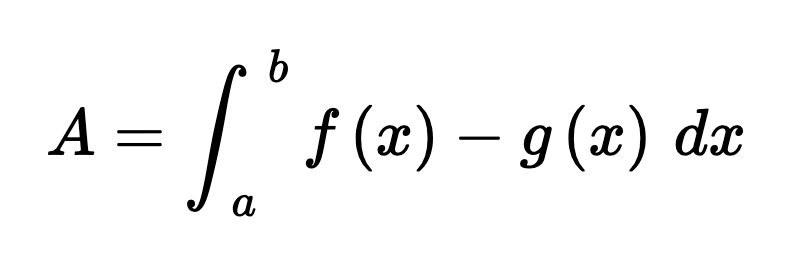 A = ∫_a^b f(x) − g(x) dx